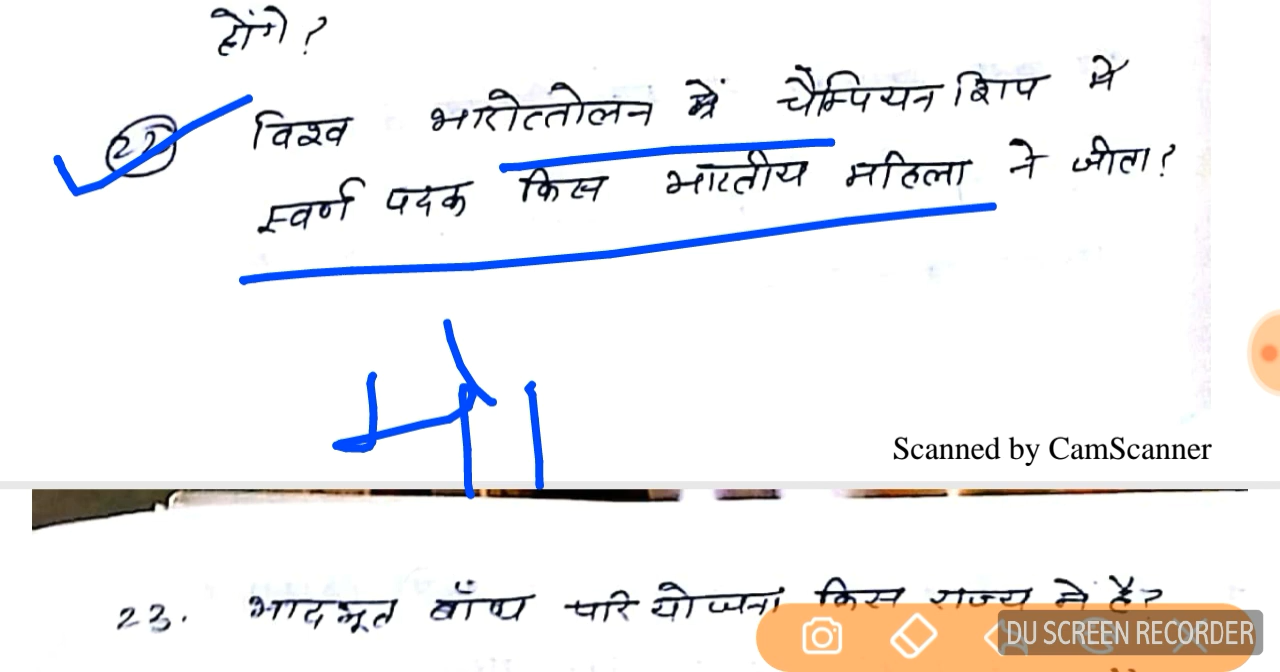 होंगे?
22 विश्व भारोत्तोलन में चैम्पियनशिप मे
स्वर्ण पदक किस भारतीय महिला ने जीता?
Scanned by CamScanner
23. भादभूत बाँध परियोजना किस राज्य मे है?
DU SCREEN RECORDER